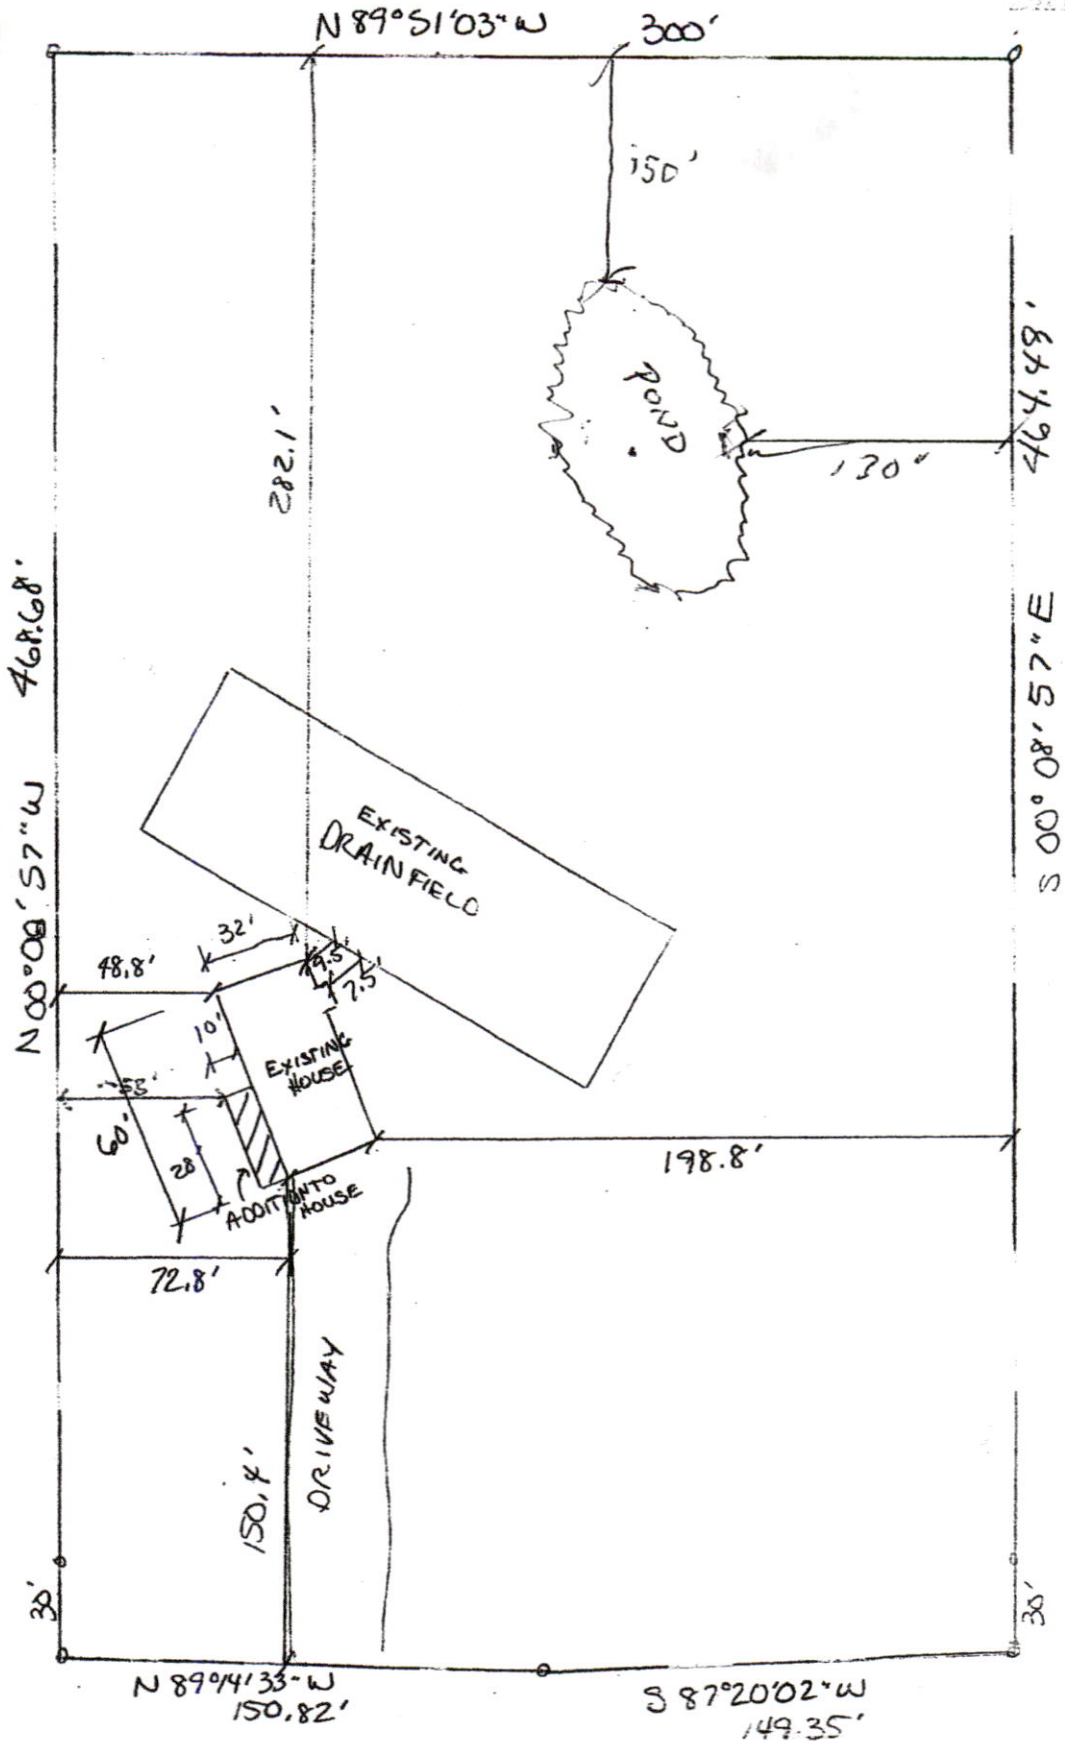 N 89°51'03" W 300'
150'
POND
130'
464.48'
S 00°08'57" E
282.1'
468.68'
N 00°08'57" W
EXISTING
DRAINFIELD
32'
9.5'
7.5'
48.8'
10'
EXISTING
HOUSE
53'
60'
28'
ADDITION TO
HOUSE
198.8'
72.8'
DRIVEWAY
150.4'
30'
30'
N 89°14'33" W
150.82'
S 87°20'02" W
149.35'